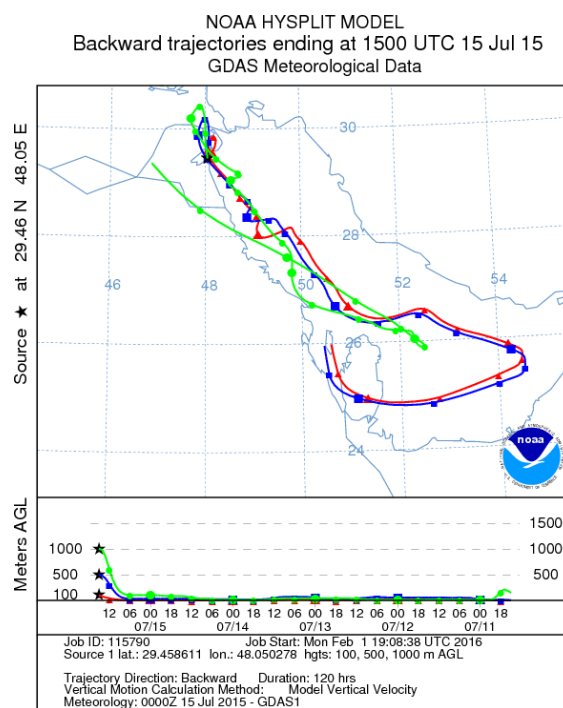 NOAA HYSPLIT MODEL
Backward trajectories ending at 1500 UTC 15 Jul 15
GDAS Meteorological Data
Source ★ at 29.46 N 48.05 E
30
28
46 48 50 52 54
26
24
noaa
Meters AGL
1500
1000 1000
500 500
100
12 06 00 18 12 06 00 18 12 06 00 18 12 06 00 18 12 06 00 18
07/15 07/14 07/13 07/12 07/11
Job ID: 115790 Job Start: Mon Feb 1 19:08:38 UTC 2016
Source 1 lat.: 29.458611 lon.: 48.050278 hgts: 100, 500, 1000 m AGL
Trajectory Direction: Backward Duration: 120 hrs
Vertical Motion Calculation Method: Model Vertical Velocity
Meteorology: 0000Z 15 Jul 2015 - GDAS1